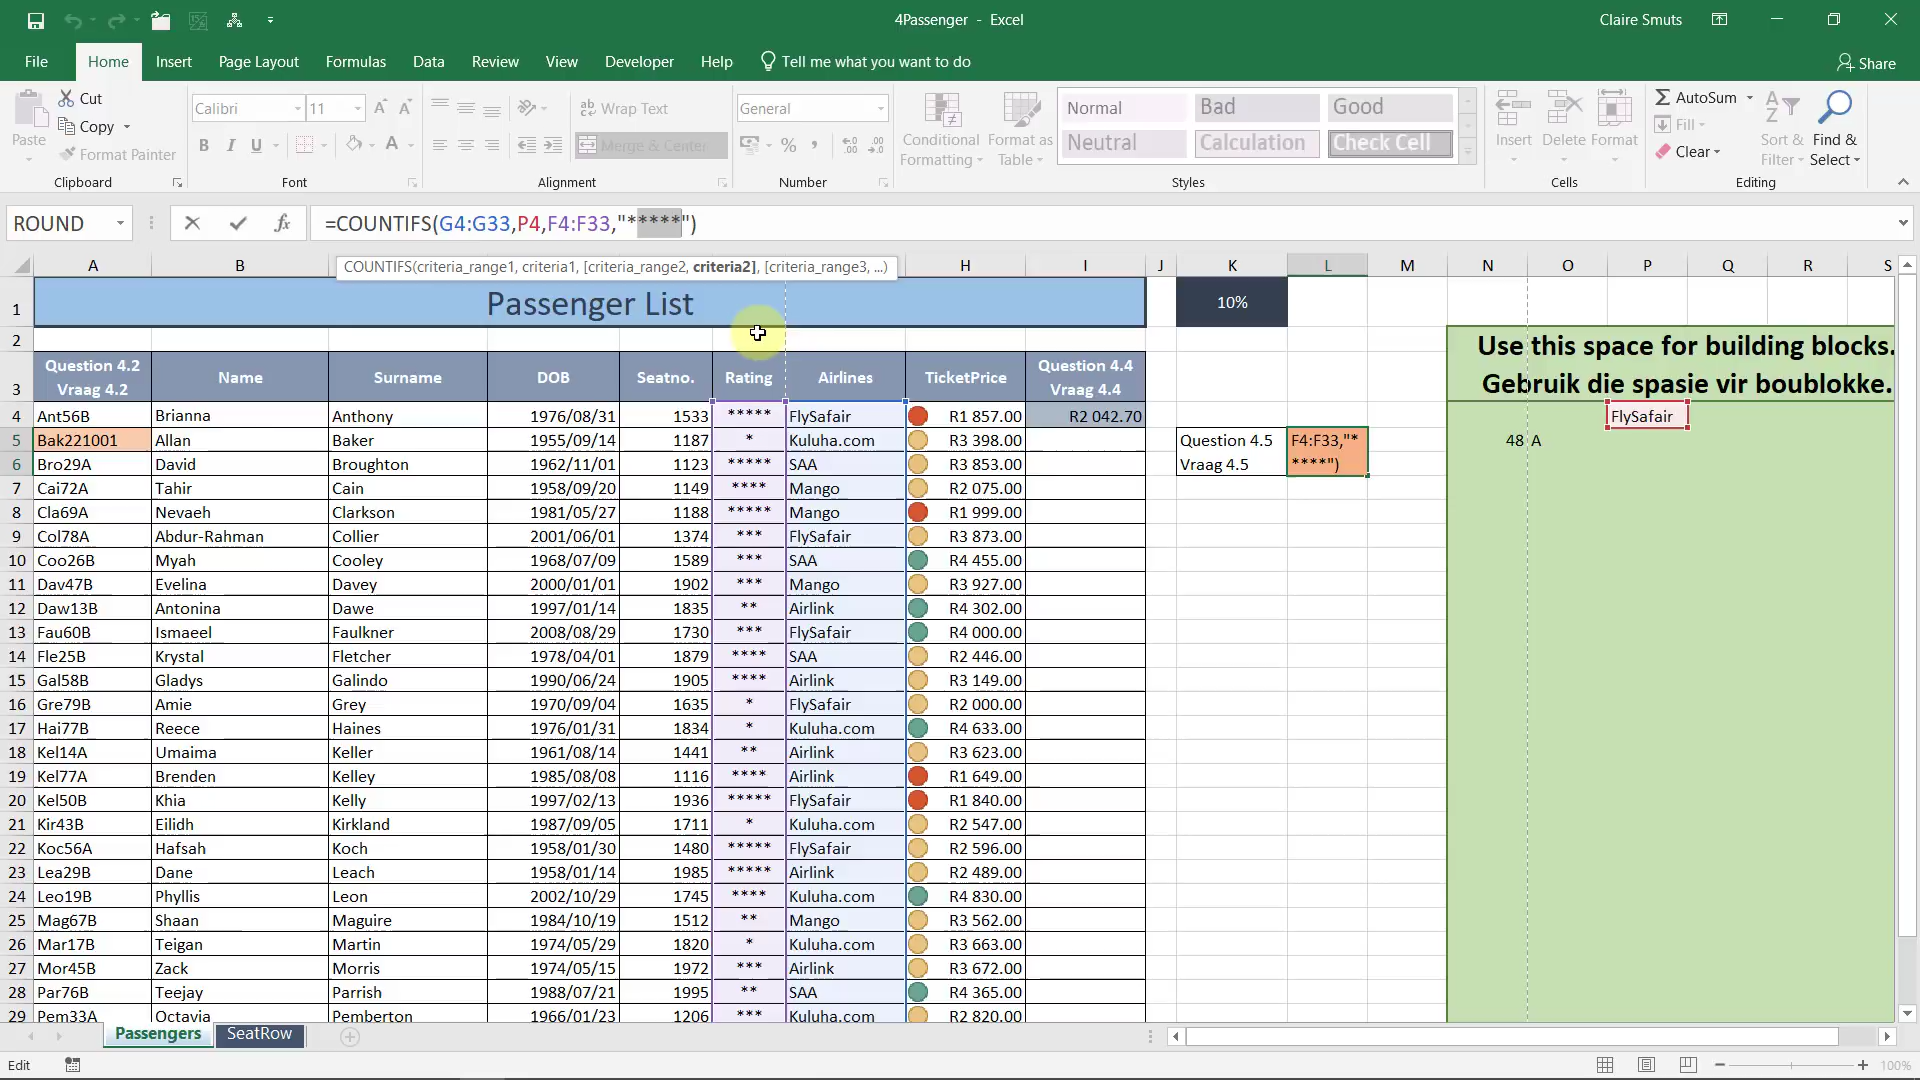 4Passenger - Excel
Claire Smuts
File Home Insert Page Layout Formulas Data Review View Developer Help Tell me what you want to do
Share
Paste
Cut
Copy
Format Painter
Clipboard
Calibri 11
B I U
Font
Wrap Text
Merge & Center
Alignment
General
Number
Conditional Formatting
Format as Table
Normal Bad Good
Neutral Calculation Check Cell
Styles
Insert Delete Format
Cells
AutoSum
Fill
Clear
Sort & Filter
Find & Select
Editing
ROUND
=COUNTIFS(G4:G33,P4,F4:F33,"*****")
COUNTIFS(criteria_range1, criteria1, [criteria_range2, criteria2], [criteria_range3, ...)
A B H I J K L M N O P Q R S
1 Passenger List 10%
2
Use this space for building blocks.
Gebruik die spasie vir boublokke.
3 Question 4.2 Vraag 4.2 Name Surname DOB Seatno. Rating Airlines TicketPrice Question 4.4 Vraag 4.4
4 Ant56B Brianna Anthony 1976/08/31 1533 ***** FlySafair R1 857.00 R2 042.70 FlySafair
5 Bak221001 Allan Baker 1955/09/14 1187 * Kuluha.com R3 398.00 Question 4.5 F4:F33,"* 48 A
6 Bro29A David Broughton 1962/11/01 1123 ***** SAA R3 853.00 Vraag 4.5 ****")
7 Cai72A Tahir Cain 1958/09/20 1149 **** Mango R2 075.00
8 Cla69A Nevaeh Clarkson 1981/05/27 1188 ***** Mango R1 999.00
9 Col78A Abdur-Rahman Collier 2001/06/01 1374 *** FlySafair R3 873.00
10 Coo26B Myah Cooley 1968/07/09 1589 *** SAA R4 455.00
11 Dav47B Evelina Davey 2000/01/01 1902 *** Mango R3 927.00
12 Daw13B Antonina Dawe 1997/01/14 1835 ** Airlink R4 302.00
13 Fau60B Ismaeel Faulkner 2008/08/29 1730 *** FlySafair R4 000.00
14 Fle25B Krystal Fletcher 1978/04/01 1879 **** SAA R2 446.00
15 Gal58B Gladys Galindo 1990/06/24 1905 **** Airlink R3 149.00
16 Gre79B Amie Grey 1970/09/04 1635 * FlySafair R2 000.00
17 Hai77B Reece Haines 1976/01/31 1834 * Kuluha.com R4 633.00
18 Kel14A Umaima Keller 1961/08/14 1441 ** Airlink R3 623.00
19 Kel77A Brenden Kelley 1985/08/08 1116 **** Airlink R1 649.00
20 Kel50B Khia Kelly 1997/02/13 1936 ***** FlySafair R1 840.00
21 Kir43B Eilidh Kirkland 1987/09/05 1711 * Kuluha.com R2 547.00
22 Koc56A Hafsah Koch 1958/01/30 1480 ***** FlySafair R2 596.00
23 Lea29B Dane Leach 1958/01/14 1985 ***** Airlink R2 489.00
24 Leo19B Phyllis Leon 2002/10/29 1745 **** Kuluha.com R4 830.00
25 Mag67B Shaan Maguire 1984/10/19 1512 ** Mango R3 562.00
26 Mar17B Teigan Martin 1974/05/29 1820 * Kuluha.com R3 663.00
27 Mor45B Zack Morris 1974/05/15 1972 *** Airlink R3 672.00
28 Par76B Teejay Parrish 1988/07/21 1995 ** SAA R4 365.00
29 Pem33A Octavia Pemberton 1966/01/23 1206 *** Kuluha.com R2 820.00
Passengers SeatRow
Edit
100%